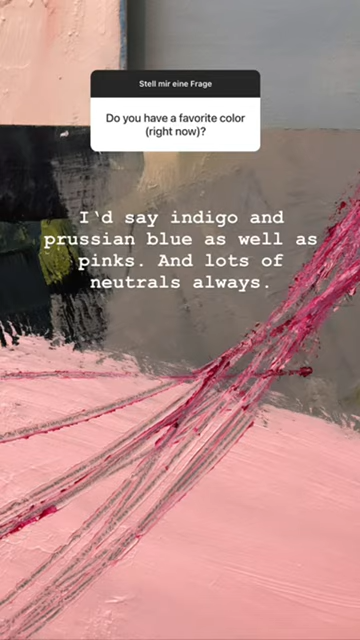 Stell mir eine Frage
Do you have a favorite color
(right now)?
I'd say indigo and
prussian blue as well as
pinks. And lots of
neutrals always.